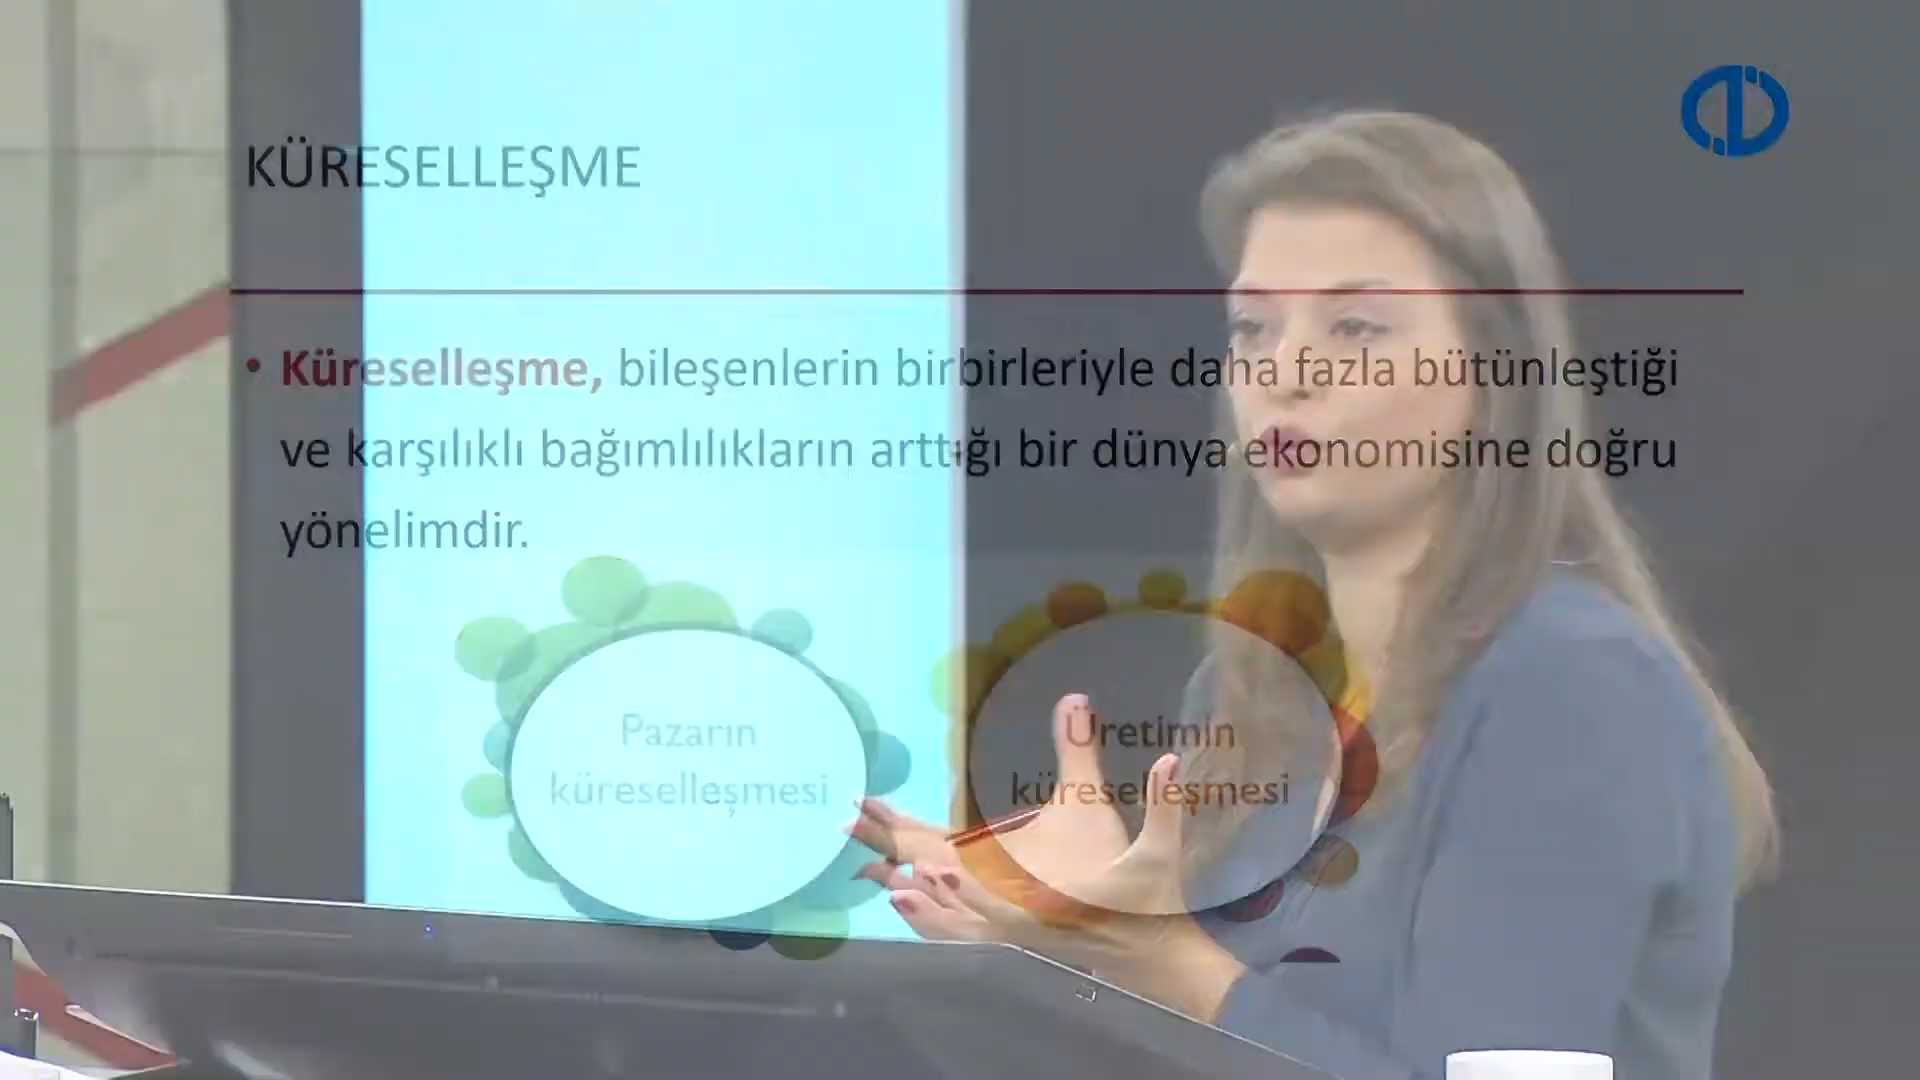 KÜRESELLEŞME
• Küreselleşme, bileşenlerin birbirleriyle daha fazla bütünleştiği
ve karşılıklı bağımlılıkların arttığı bir dünya ekonomisine doğru
yönelimdir.
Pazarın
küreselleşmesi
Üretimin
küreselleşmesi